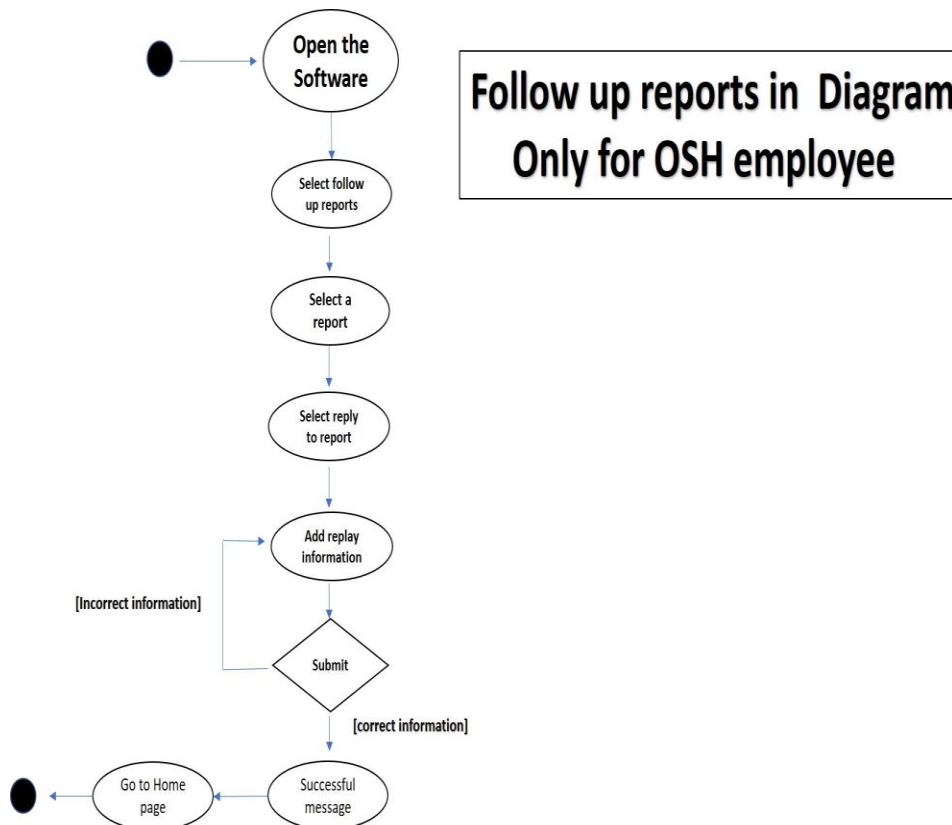 Open the
Software
Follow up reports in Diagram
Only for OSH employee
Select follow
up reports
Select a
report
Select reply
to report
Add replay
information
[Incorrect information]
Submit
[correct information]
Go to Home
page
Successful
message